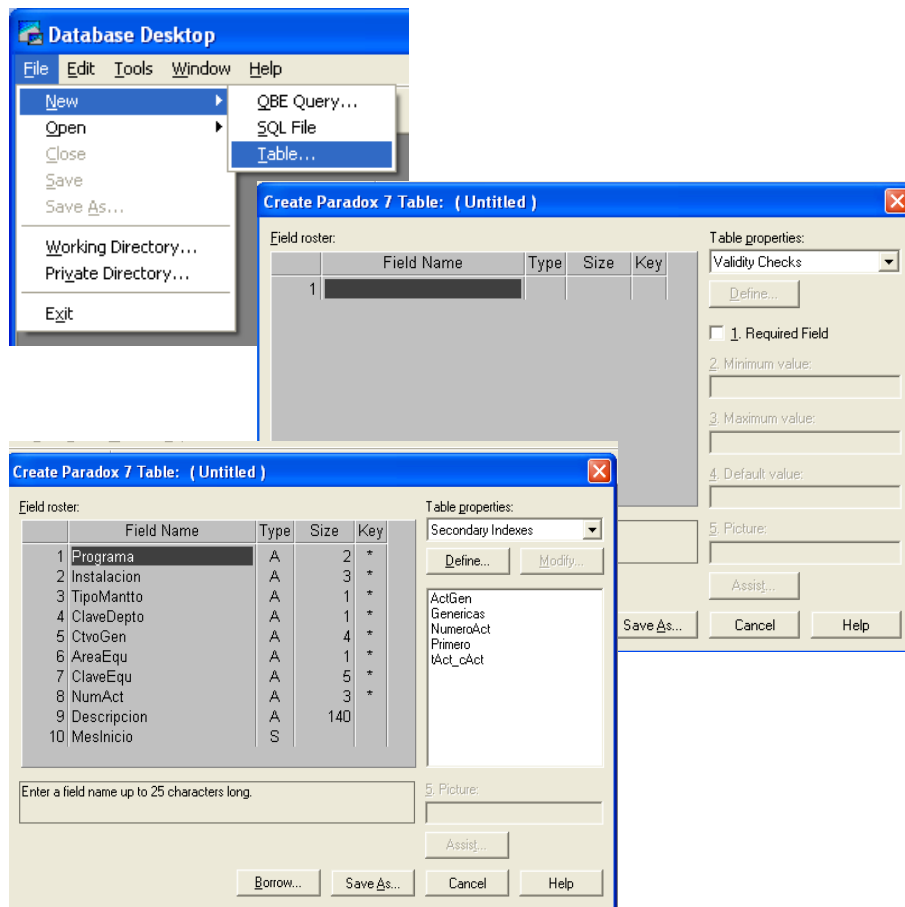 Database Desktop
File Edit Tools Window Help
New
Open
Close
Save
Save As...
Working Directory...
Private Directory...
Exit
QBE Query...
SQL File
Table...
Create Paradox 7 Table: ( Untitled )
Field roster:
Field Name Type Size Key
1
Table properties:
Validity Checks
Define...
1. Required Field
2. Minimum value:
3. Maximum value:
4. Default value:
5. Picture:
Assist...
Save As... Cancel Help
Create Paradox 7 Table: ( Untitled )
Field roster:
Field Name Type Size Key
1 Programa A 2 *
2 Instalacion A 3 *
3 TipoMantto A 1 *
4 ClaveDepto A 1 *
5 CtvoGen A 4 *
6 AreaEqu A 1 *
7 ClaveEqu A 5 *
8 NumAct A 3 *
9 Descripcion A 140
10 MesInicio S
Enter a field name up to 25 characters long.
Table properties:
Secondary Indexes
Define... Modify...
ActGen
Genericas
NumeroAct
Primero
tAct_cAct
5. Picture:
Assist...
Borrow... Save As... Cancel Help